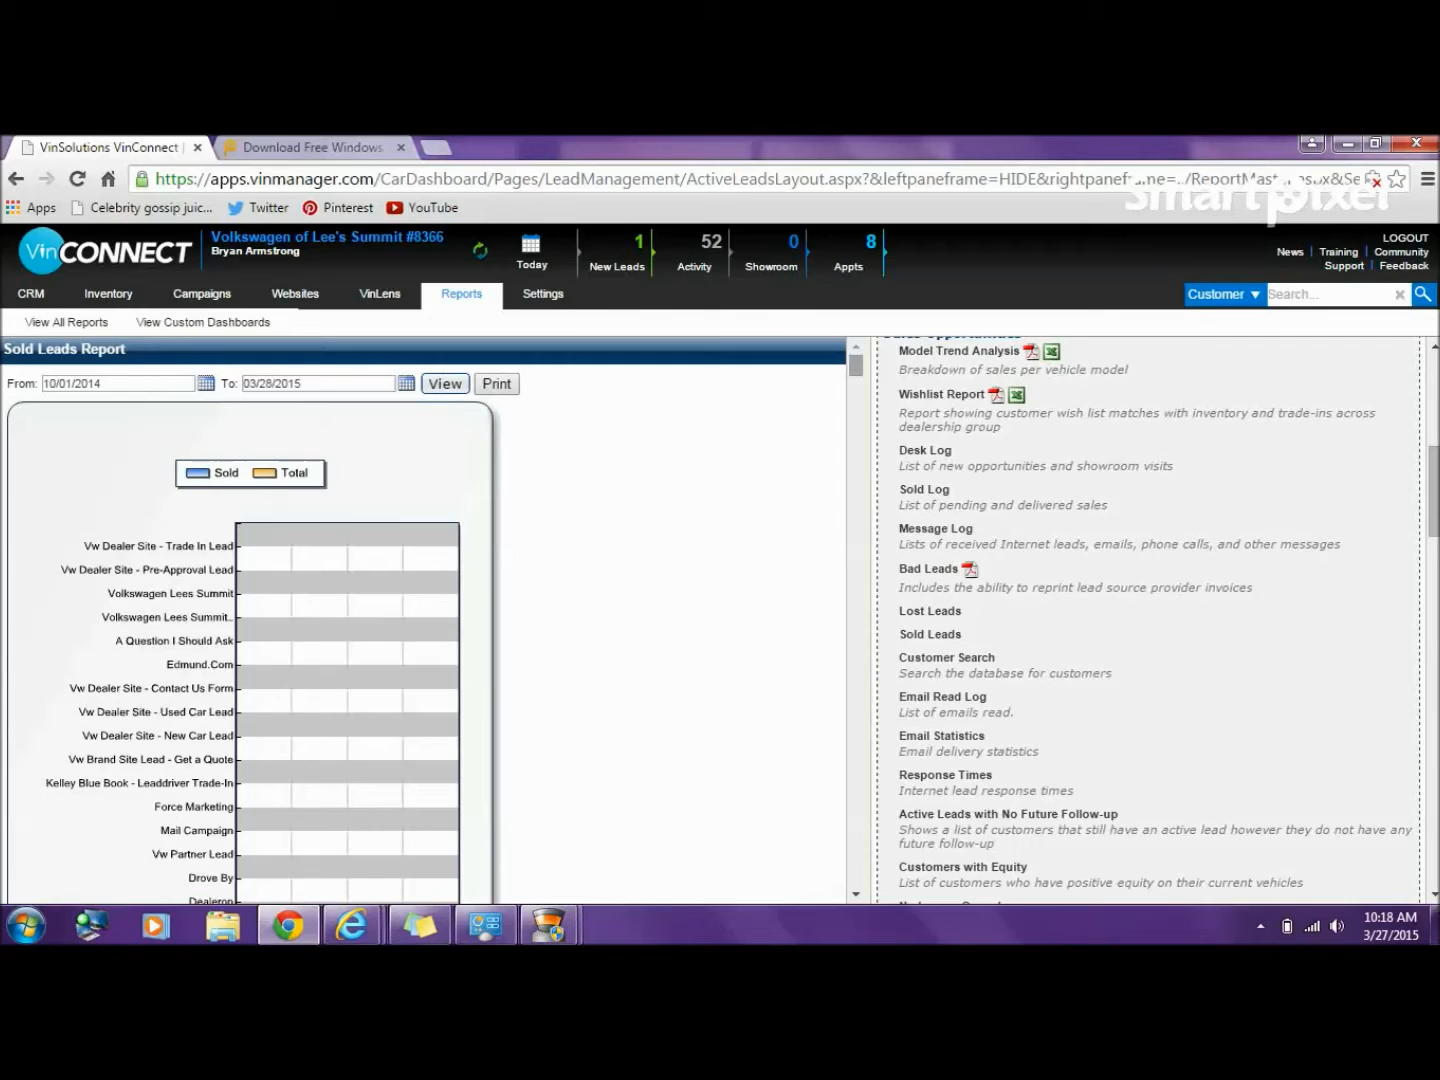 smartpixel
VinSolutions VinConnect |
Download Free Windows
https://apps.vinmanager.com/CarDashboard/Pages/LeadManagement/ActiveLeadsLayout.aspx?&leftpaneframe=HIDE&rightpaneframe=../ReportMast
Apps
Celebrity gossip juic...
Twitter
Pinterest
YouTube
VinCONNECT
Volkswagen of Lee's Summit #8366
Bryan Armstrong
Today
1
New Leads
52
Activity
0
Showroom
8
Appts
LOGOUT
News | Training | Community
Support | Feedback
CRM
Inventory
Campaigns
Websites
VinLens
Reports
Settings
Customer
Search...
View All Reports
View Custom Dashboards
Sold Leads Report
From: 10/01/2014
To: 03/28/2015
View
Print
Sold
Total
Vw Dealer Site - Trade In Lead
Vw Dealer Site - Pre-Approval Lead
Volkswagen Lees Summit
Volkswagen Lees Summit..
A Question I Should Ask
Edmund.Com
Vw Dealer Site - Contact Us Form
Vw Dealer Site - Used Car Lead
Vw Dealer Site - New Car Lead
Vw Brand Site Lead - Get a Quote
Kelley Blue Book - Leaddriver Trade-In
Force Marketing
Mail Campaign
Vw Partner Lead
Drove By
Dealeron
Model Trend Analysis
Breakdown of sales per vehicle model
Wishlist Report
Report showing customer wish list matches with inventory and trade-ins across
dealership group
Desk Log
List of new opportunities and showroom visits
Sold Log
List of pending and delivered sales
Message Log
Lists of received Internet leads, emails, phone calls, and other messages
Bad Leads
Includes the ability to reprint lead source provider invoices
Lost Leads
Sold Leads
Customer Search
Search the database for customers
Email Read Log
List of emails read.
Email Statistics
Email delivery statistics
Response Times
Internet lead response times
Active Leads with No Future Follow-up
Shows a list of customers that still have an active lead however they do not have any
future follow-up
Customers with Equity
List of customers who have positive equity on their current vehicles
10:18 AM
3/27/2015